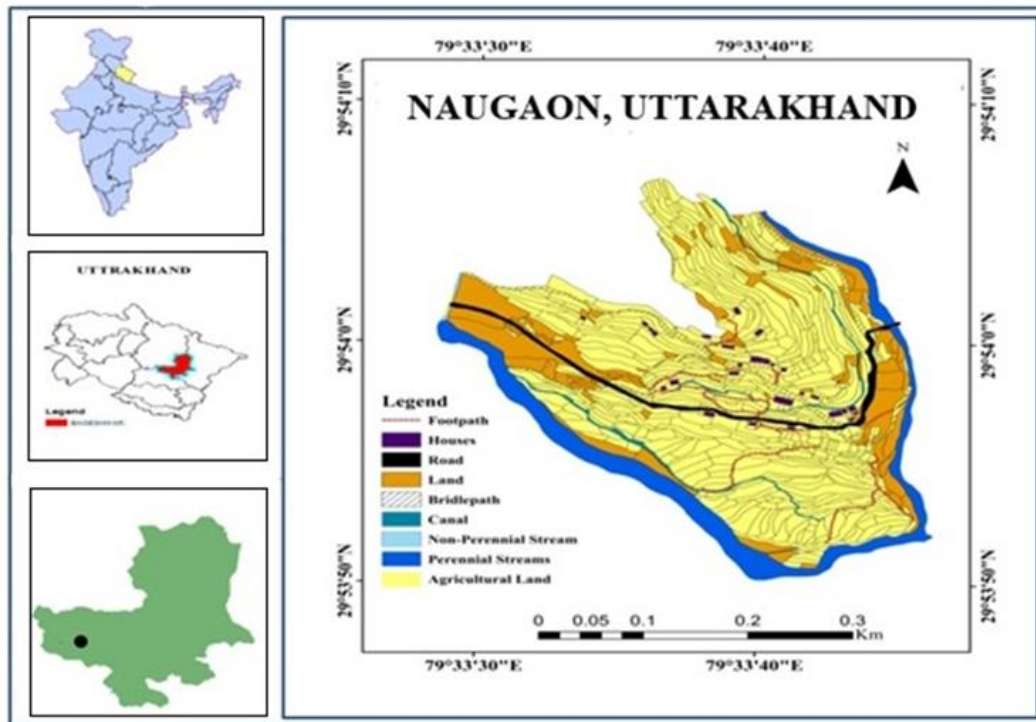 UTTRAKHAND
Legend
BAGESHWAR
79°33'30"E
79°33'40"E
29°54'10"N
29°54'10"N
NAUGAON, UTTARAKHAND
N
29°54'0"N
29°54'0"N
Legend
Footpath
Houses
Road
Land
Bridlepath
Canal
Non-Perennial Stream
Perennial Streams
Agricultural Land
29°53'50"N
29°53'50"N
0 0.05 0.1 0.2 0.3
Km
79°33'30"E
79°33'40"E